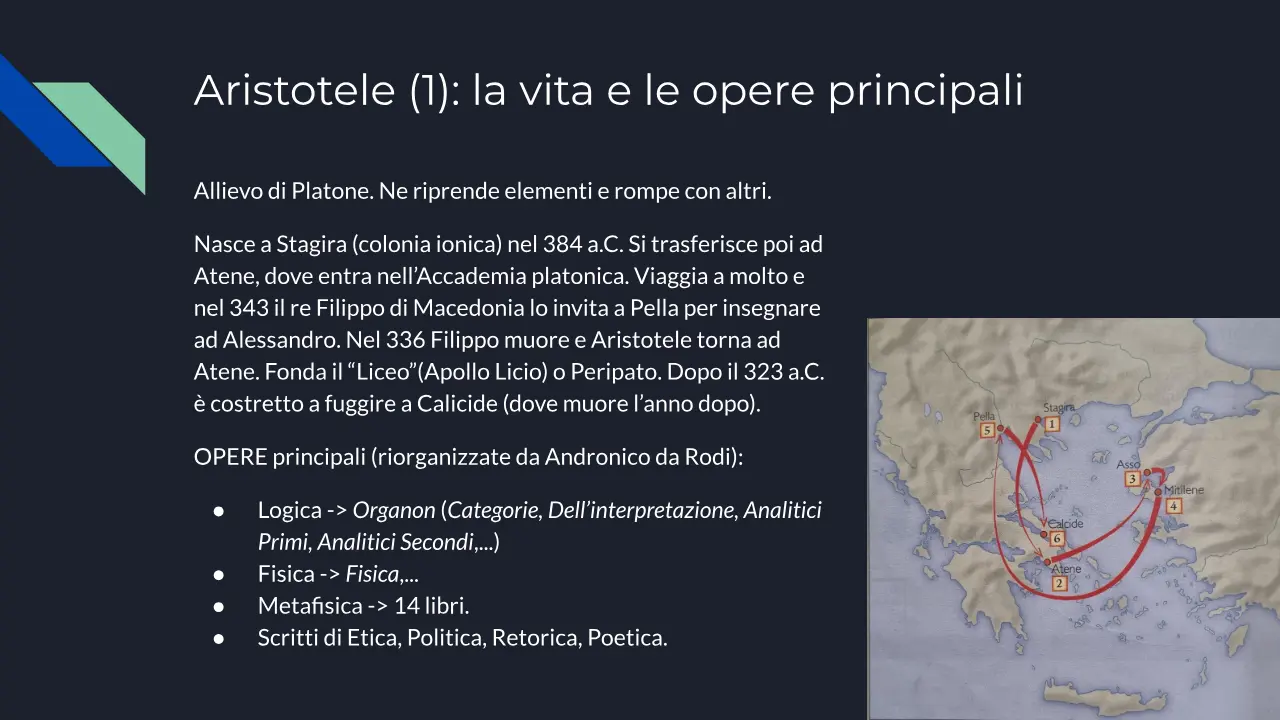 Aristotele (1): la vita e le opere principali
Allievo di Platone. Ne riprende elementi e rompe con altri.
Nasce a Stagira (colonia ionica) nel 384 a.C. Si trasferisce poi ad
Atene, dove entra nell’Accademia platonica. Viaggia a molto e
nel 343 il re Filippo di Macedonia lo invita a Pella per insegnare
ad Alessandro. Nel 336 Filippo muore e Aristotele torna ad
Atene. Fonda il “Liceo”(Apollo Licio) o Peripato. Dopo il 323 a.C.
è costretto a fuggire a Calicide (dove muore l’anno dopo).
OPERE principali (riorganizzate da Andronico da Rodi):
● Logica -> Organon (Categorie, Dell’interpretazione, Analitici
Primi, Analitici Secondi,...)
● Fisica -> Fisica,...
● Metafisica -> 14 libri.
● Scritti di Etica, Politica, Retorica, Poetica.
Stagira
1
Pella
5
Asso
3
Mitilene
4
Calcide
6
Atene
2